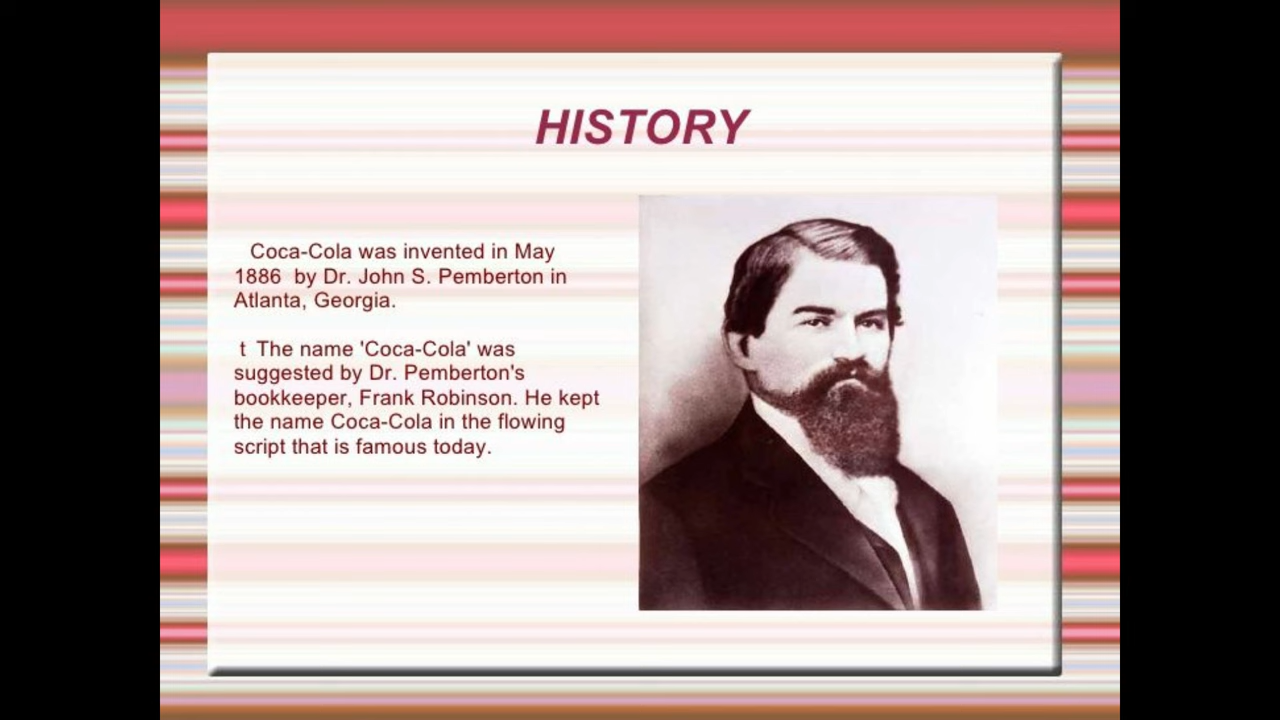 HISTORY
Coca-Cola was invented in May
1886 by Dr. John S. Pemberton in
Atlanta, Georgia.
t The name 'Coca-Cola' was
suggested by Dr. Pemberton's
bookkeeper, Frank Robinson. He kept
the name Coca-Cola in the flowing
script that is famous today.